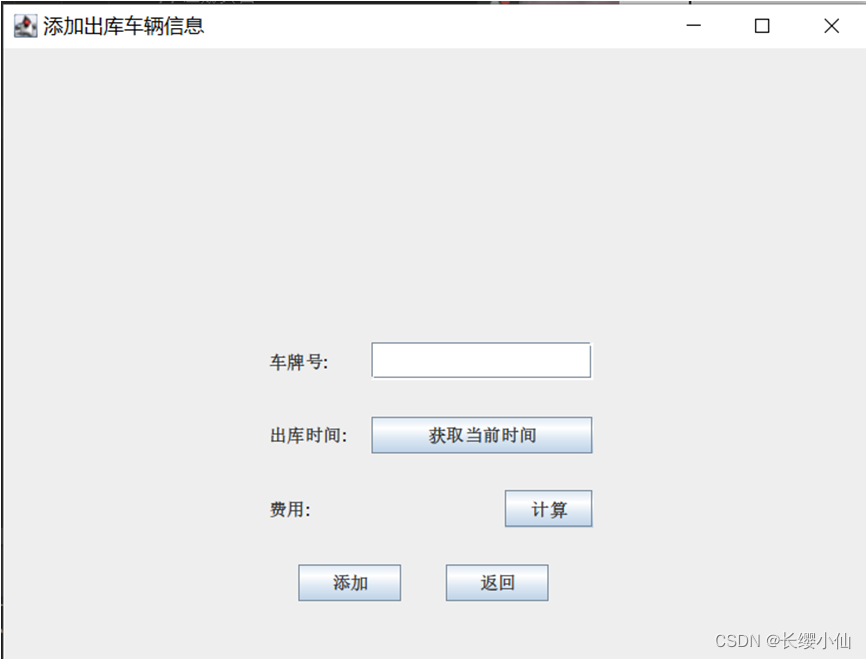 添加出库车辆信息
车牌号:
出库时间: 获取当前时间
费用: 计算
添加 返回
CSDN @长缨小仙